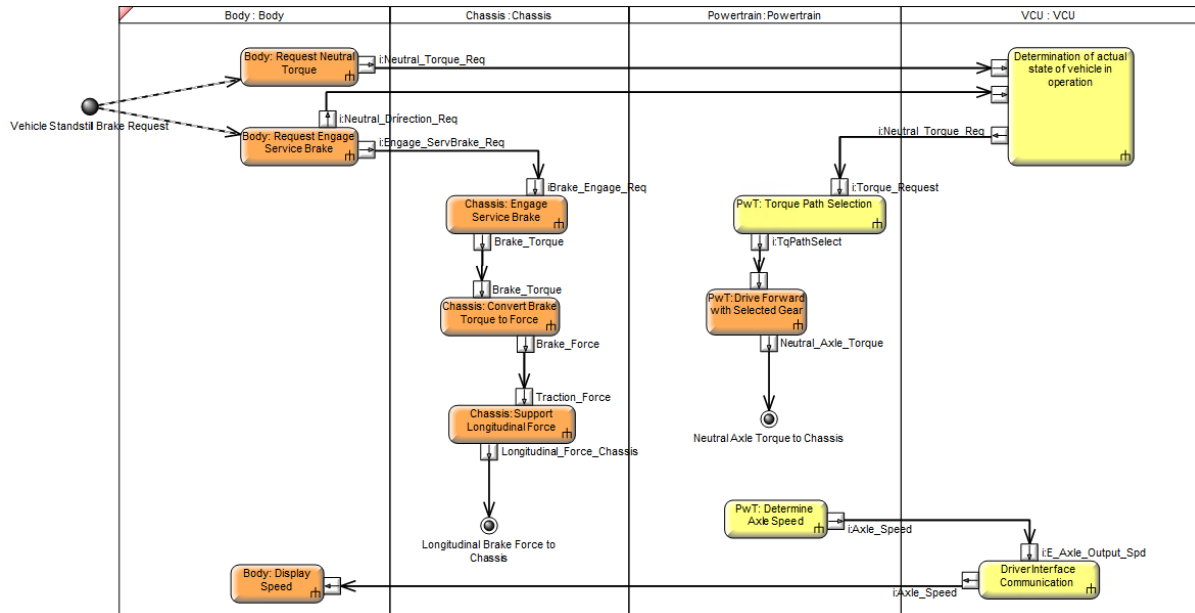 Body : Body
Chassis : Chassis
Powertrain: Powertrain
VCU : VCU
Vehicle Standstill Brake Request
Body: Request Neutral
Torque
i:Neutral_Torque_Req
Determination of actual
state of vehicle in
operation
i:Neutral_Drirection_Req
Body: Request Engage
Service Brake
i:Engage_ServBrake_Req
i:Neutral_Torque_Req
iBrake_Engage_Req
i:Torque_Request
Chassis: Engage
Service Brake
PwT: Torque Path Selection
Brake_Torque
i:TqPathSelect
Brake_Torque
Chassis: Convert Brake
Torque to Force
PwT:Drive Forward
with Selected Gear
Brake_Force
Neutral_Axle_Torque
Traction_Force
Chassis: Support
Longitudinal Force
Neutral Axle Torque to Chassis
Longitudinal_Force_Chassis
PwT: Determine
Axle Speed
i:Axle_Speed
Longitudinal Brake Force to
Chassis
i:E_Axle_Output_Spd
Body: Display
Speed
Driver Interface
Communication
i:Axle_Speed